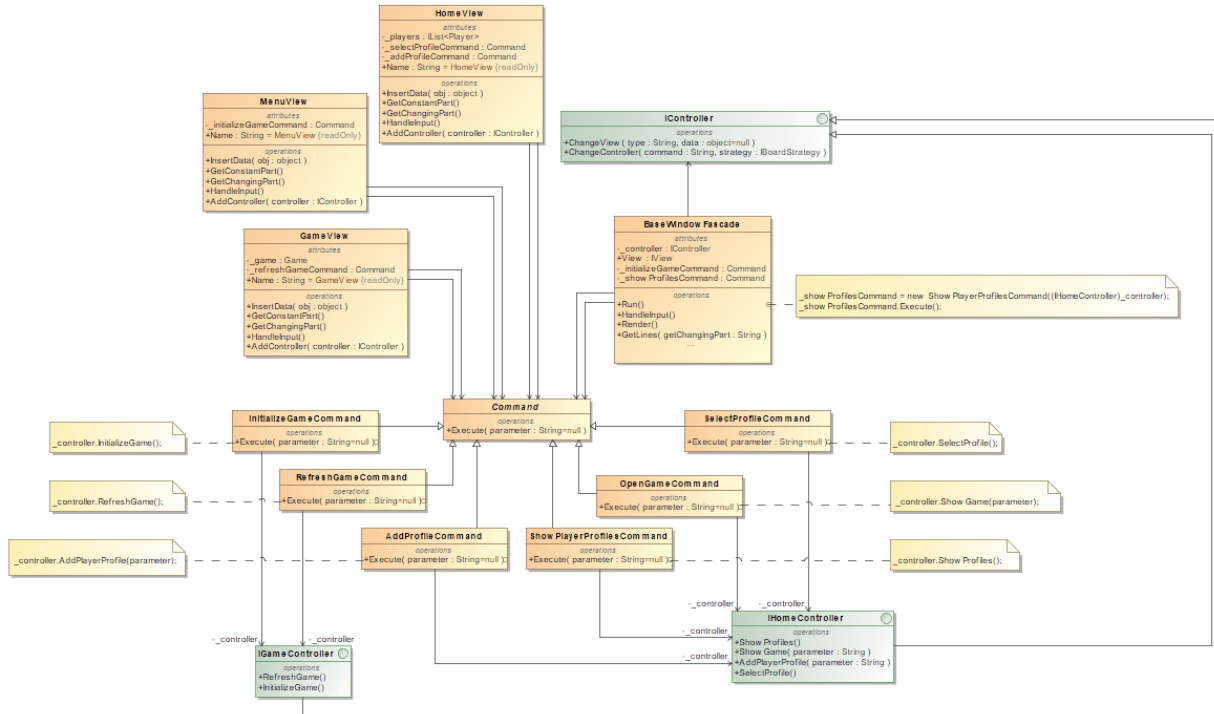 HomeView
attributes
-_players : IList<Player>
-_selectProfileCommand : Command
-_addProfileCommand : Command
+Name : String = HomeView {readOnly}
operations
+InsertData( obj : object )
+GetConstantPart()
+GetChangingPart()
+HandleInput()
+AddController( controller : IController )
MenuView
attributes
-_initializeGameCommand : Command
+Name : String = MenuView {readOnly}
operations
+InsertData( obj : object )
+GetConstantPart()
+GetChangingPart()
+HandleInput()
+AddController( controller : IController )
IController
operations
+ChangeView ( type : String, data : object=null )
+ChangeController( command : String, strategy : IBoardStrategy )
GameView
attributes
-_game : Game
-_refreshGameCommand : Command
+Name : String = GameView {readOnly}
operations
+InsertData( obj : object )
+GetConstantPart()
+GetChangingPart()
+HandleInput()
+AddController( controller : IController )
BaseWindowFascade
attributes
-_controller : IController
+View : IView
-_initializeGameCommand : Command
-_show ProfilesCommand : Command
operations
+Run()
+HandleInput()
+Render()
+GetLines( getChangingPart : String )
...
_show ProfilesCommand = new Show PlayerProfilesCommand((IHomeController)_controller);
_show ProfilesCommand.Execute();
Command
operations
+Execute( parameter : String=null )
InitializeGameCommand
operations
+Execute( parameter : String=null )
_controller.InitializeGame();
SelectProfileCommand
operations
+Execute( parameter : String=null )
_controller.SelectProfile();
RefreshGameCommand
operations
+Execute( parameter : String=null )
_controller.RefreshGame();
OpenGameCommand
operations
+Execute( parameter : String=null )
_controller.Show Game(parameter);
AddProfileCommand
operations
+Execute( parameter : String=null )
_controller.AddPlayerProfile(parameter);
Show PlayerProfilesCommand
operations
+Execute( parameter : String=null )
_controller.Show Profiles();
-_controller
-_controller
-_controller
-_controller
-_controller
-_controller
IHomeController
operations
+Show Profiles()
+Show Game( parameter : String )
+AddPlayerProfile( parameter : String )
+SelectProfile()
IGameController
operations
+RefreshGame()
+InitializeGame()